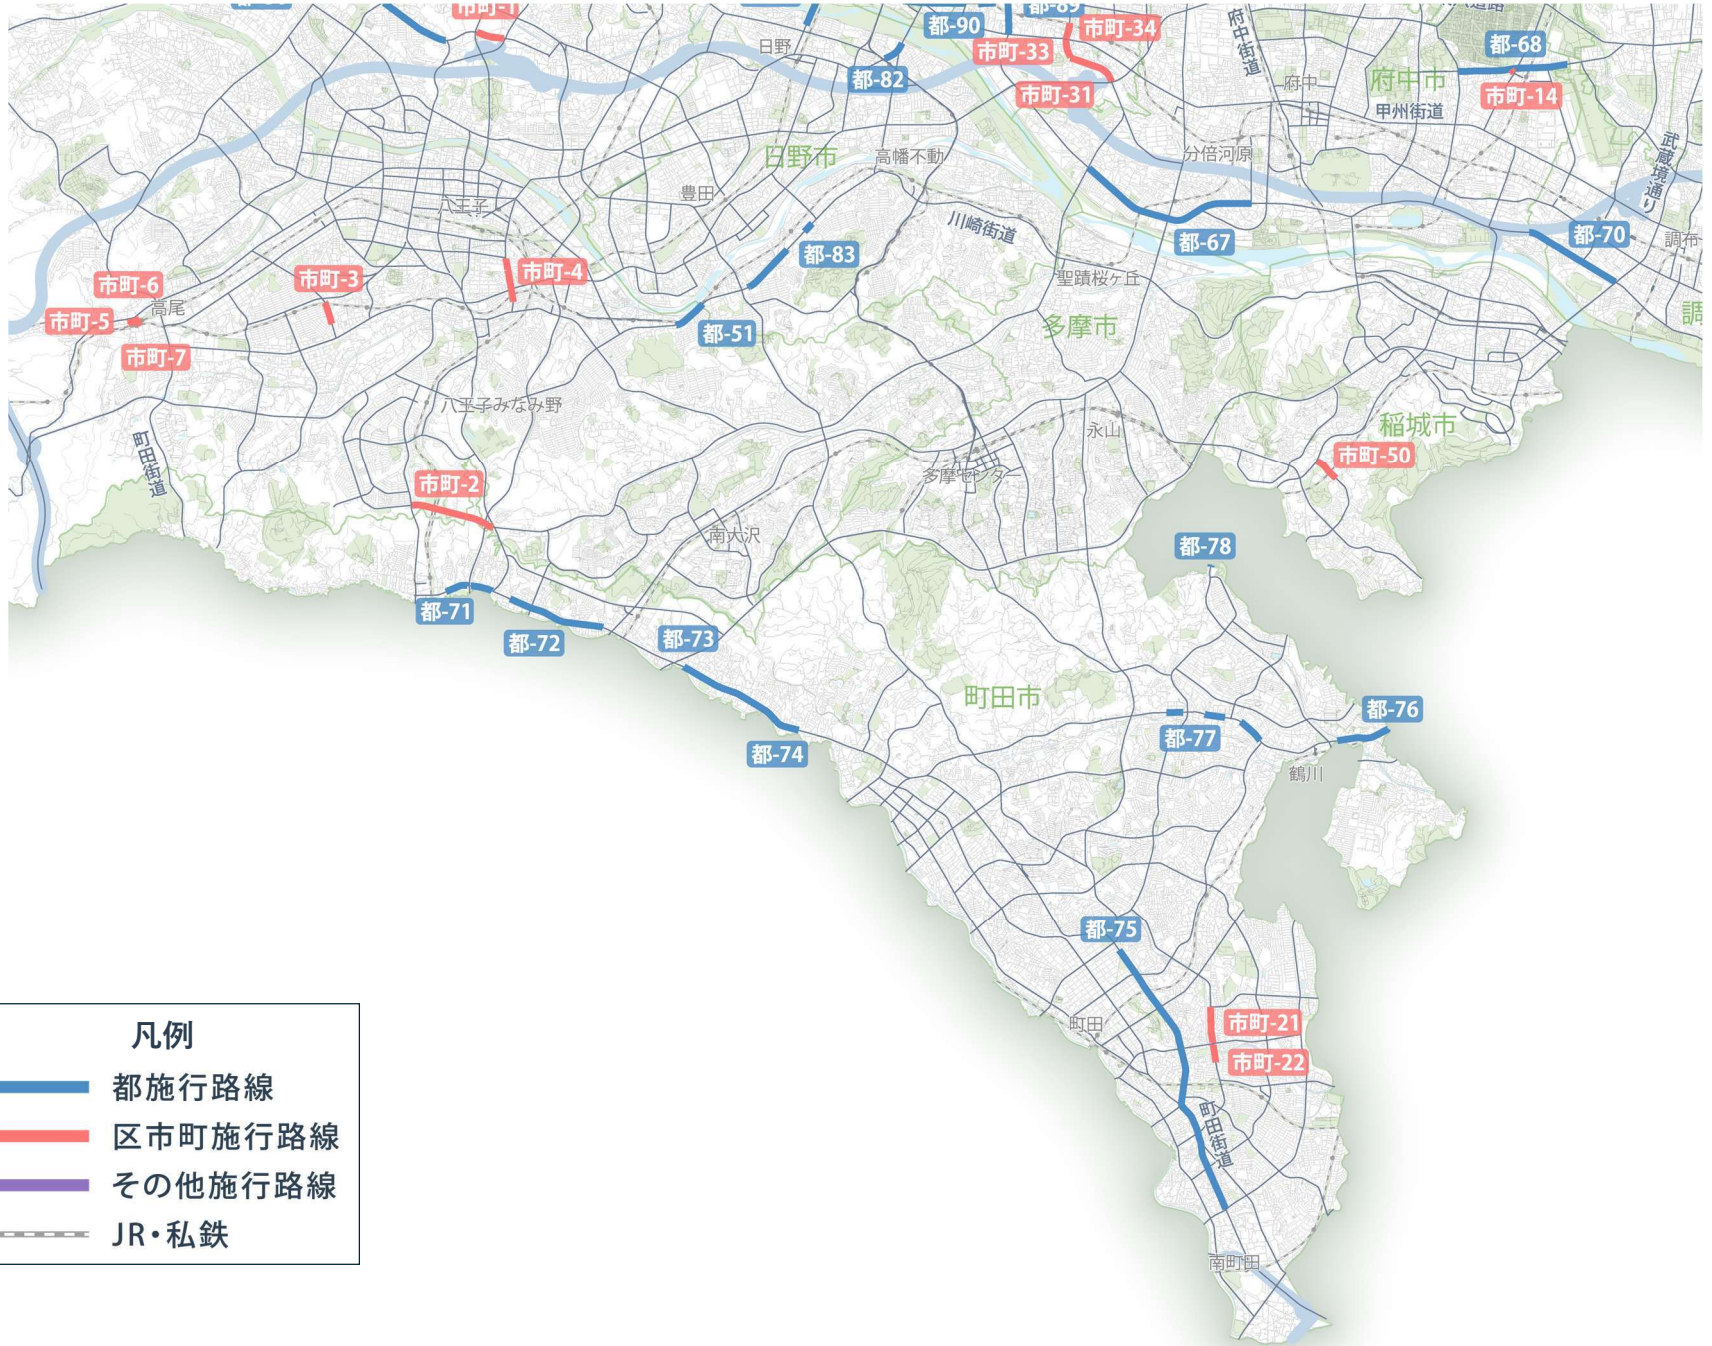 市町-1
都-90
都-89
市町-34
市町-33
府中街道
日野
都-82
市町-31
府中
府中市
都-68
市町-14
甲州街道
武蔵境通り
日野市
高幡不動
分倍河原
豊田
八王子
川崎街道
都-83
都-67
都-70
調布
市町-6
市町-3
市町-4
聖蹟桜ヶ丘
高尾
市町-5
都-51
多摩市
調
市町-7
八王子みなみ野
永山
稲城市
町田街道
市町-50
多摩センター
市町-2
南大沢
都-78
都-71
都-72
都-73
町田市
都-76
都-74
都-77
鶴川
都-75
町田
市町-21
市町-22
町田街道
南町田
凡例
都施行路線
区市町施行路線
その他施行路線
JR・私鉄